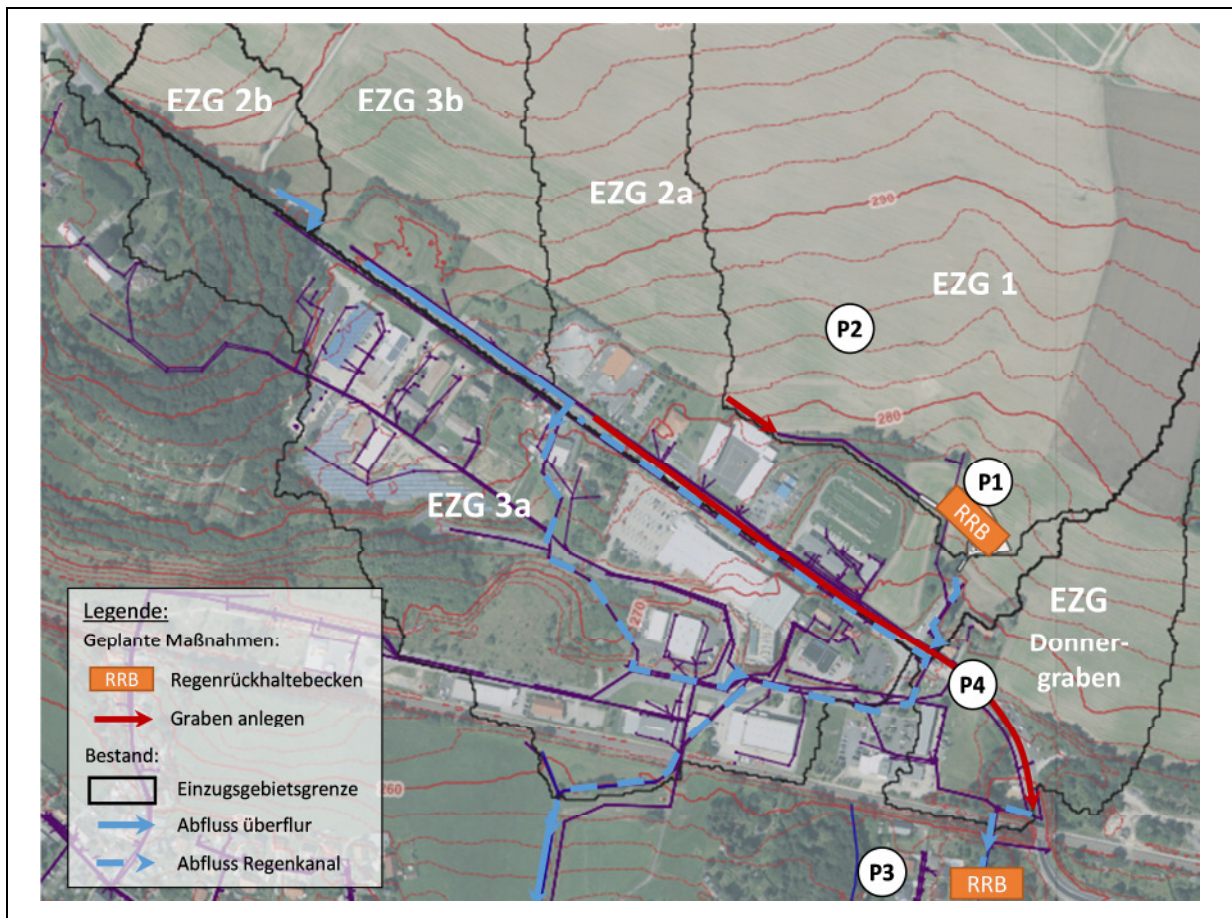 EZG 2b
EZG 3b
EZG 2a
290
EZG 1
P2
280
P1
RRB
EZG 3a
270
EZG
Donner-
graben
P4
Legende:
Geplante Maßnahmen:
RRB Regenrückhaltebecken
Graben anlegen
Bestand:
Einzugsgebietsgrenze
Abfluss überflur
Abfluss Regenkanal
260
P3
RRB